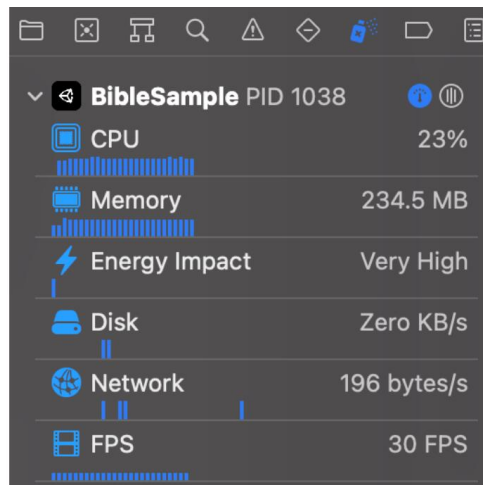 BibleSample PID 1038
CPU 23%
Memory 234.5 MB
Energy Impact Very High
Disk Zero KB/s
Network 196 bytes/s
FPS 30 FPS